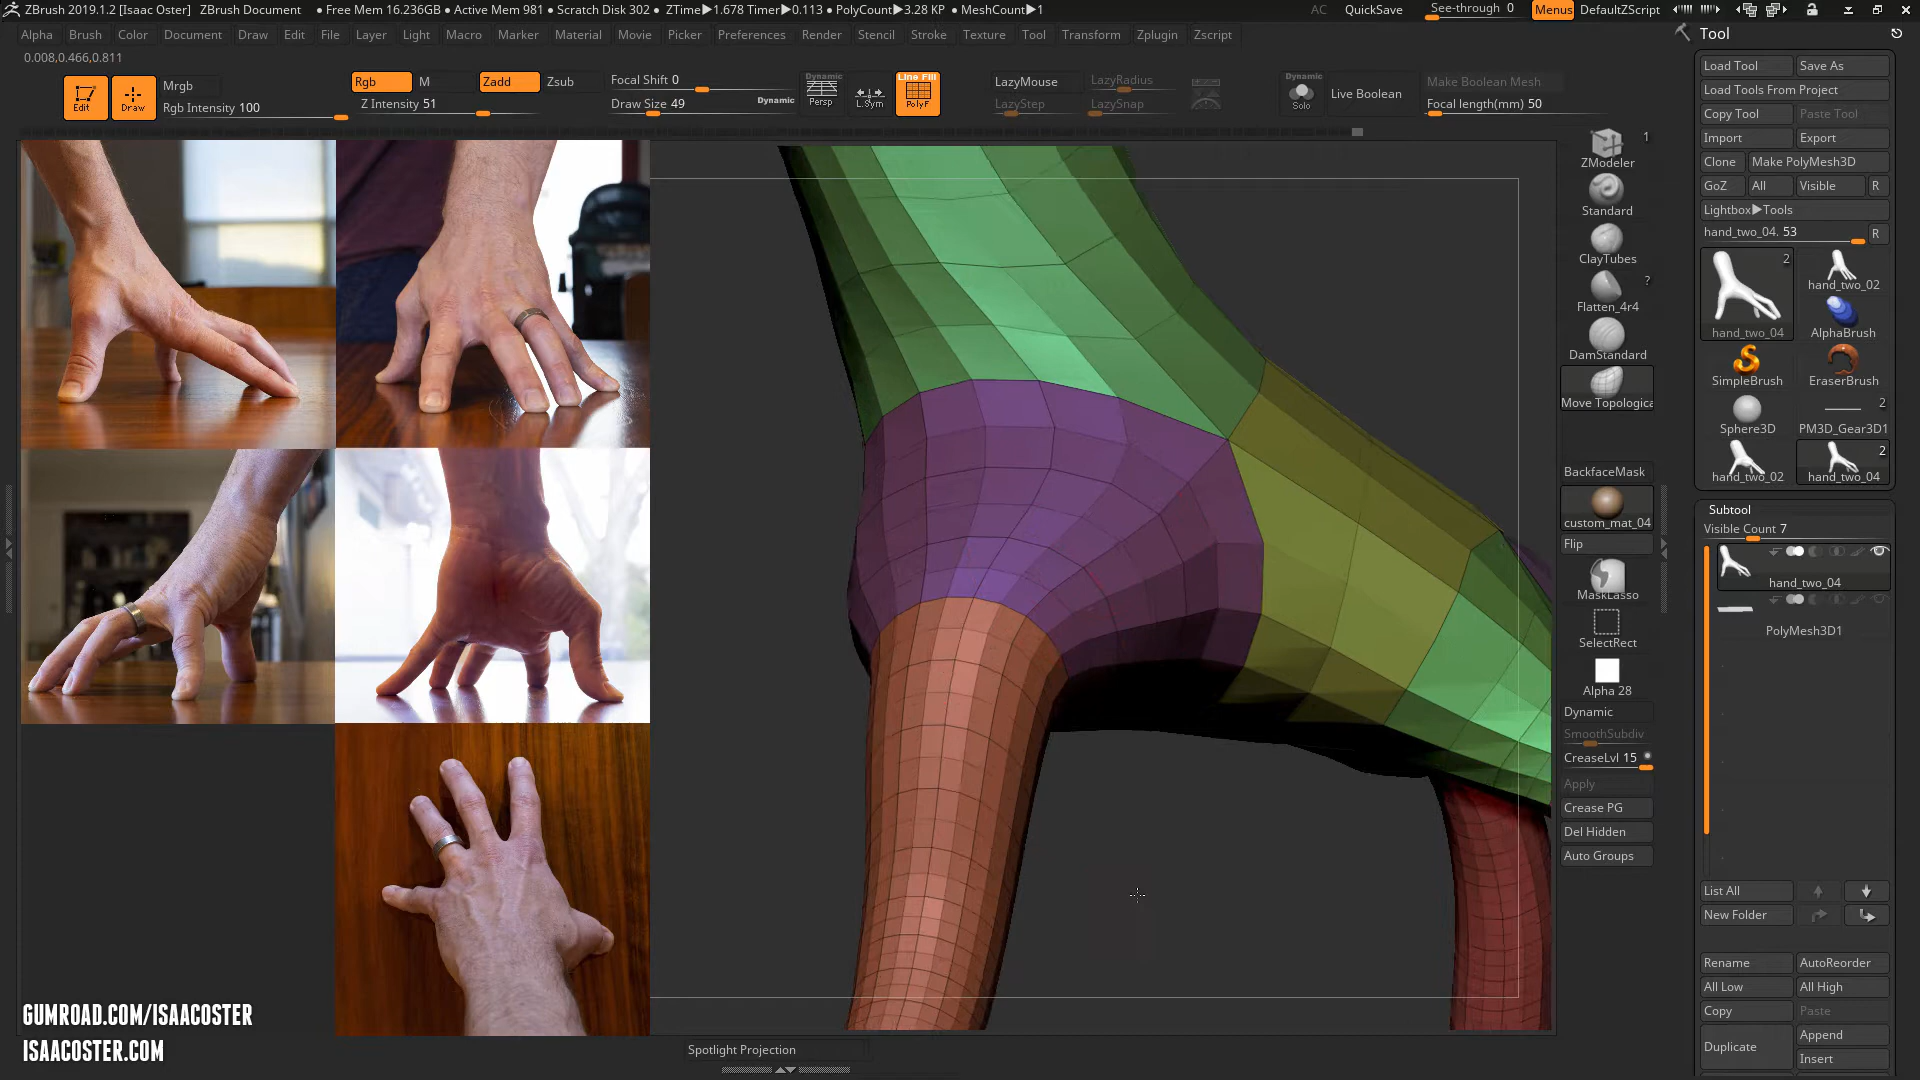 ZBrush 2019.1.2 [Isaac Oster] ZBrush Document • Free Mem 16.236GB • Active Mem 981 • Scratch Disk 302 • ZTime▶1.678 Timer▶0.113 • PolyCount▶3.28 KP • MeshCount▶1 AC QuickSave See-through 0 Menus DefaultZScript
Alpha Brush Color Document Draw Edit File Layer Light Macro Marker Material Movie Picker Preferences Render Stencil Stroke Texture Tool Transform Zplugin Zscript
0.008,0.466,0.811
Edit Draw
Mrgb
Rgb Intensity 100
Rgb M Zadd Zsub
Z Intensity 51
Focal Shift 0
Draw Size 49 Dynamic
Dynamic
Persp
L.Sym
Line Fill
PolyF
LazyMouse LazyRadius
LazyStep LazySnap
Dynamic
Solo
Live Boolean
Make Boolean Mesh
Focal length(mm) 50
1
ZModeler
Standard
ClayTubes
?
Flatten_4r4
DamStandard
Move Topologica
BackfaceMask
custom_mat_04
Flip
MaskLasso
SelectRect
Alpha 28
Dynamic
SmoothSubdiv
CreaseLvl 15
Apply
Crease PG
Del Hidden
Auto Groups
Tool
Load Tool Save As
Load Tools From Project
Copy Tool Paste Tool
Import Export
Clone Make PolyMesh3D
GoZ All Visible R
Lightbox▶Tools
hand_two_04. 53 R
2
hand_two_04
hand_two_02
AlphaBrush
SimpleBrush EraserBrush
2
Sphere3D PM3D_Gear3D1
2
hand_two_02 hand_two_04
Subtool
Visible Count 7
hand_two_04
PolyMesh3D1
List All
New Folder
Rename AutoReorder
All Low All High
Copy Paste
Duplicate Append
Insert
GUMROAD.COM/ISAACOSTER
ISAACOSTER.COM
Spotlight Projection